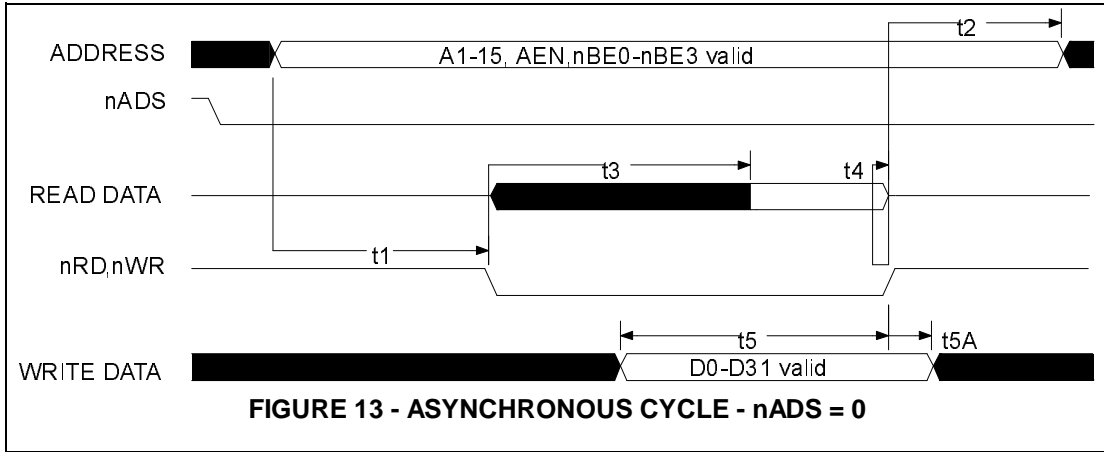 t2
ADDRESS
A1-15, AEN,nBE0-nBE3 valid
nADS
t3
t4
READ DATA
t1
nRD,nWR
t5
t5A
WRITE DATA
D0-D31 valid
FIGURE 13 - ASYNCHRONOUS CYCLE - nADS = 0